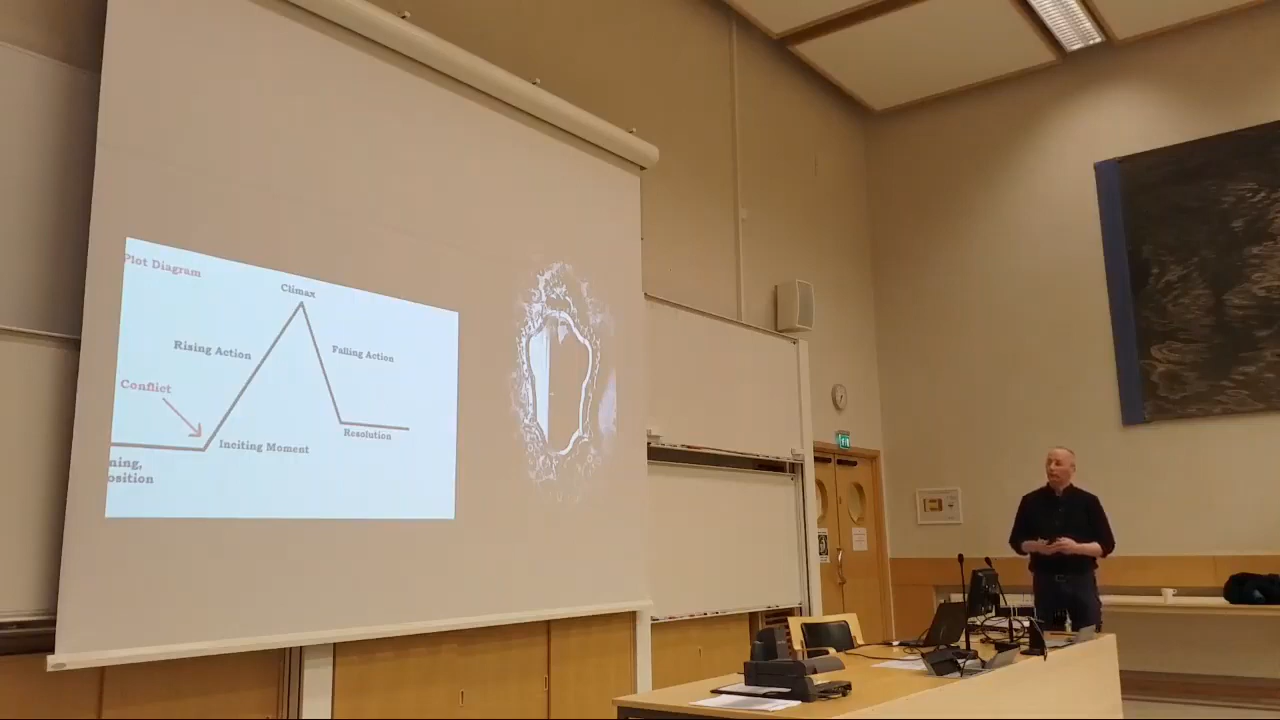 Plot Diagram
Climax
Rising Action
Falling Action
Conflict
Inciting Moment
Resolution
ning,
osition